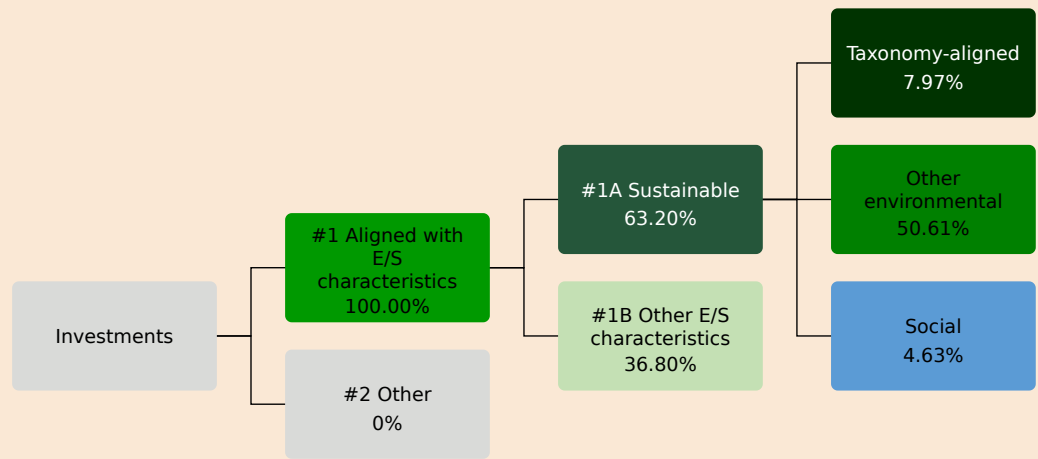 Investments
#1 Aligned with
E/S
characteristics
100.00%
#2 Other
0%
#1A Sustainable
63.20%
#1B Other E/S
characteristics
36.80%
Taxonomy-aligned
7.97%
Other
environmental
50.61%
Social
4.63%